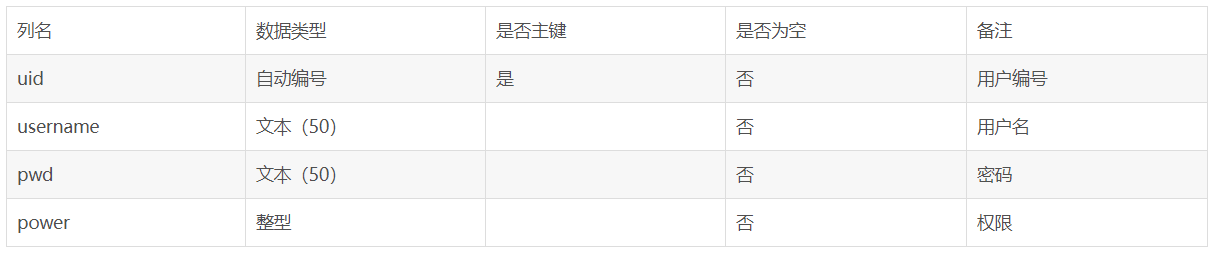 列名 数据类型 是否主键 是否为空 备注
uid 自动编号 是 否 用户编号
username 文本（50） 否 用户名
pwd 文本（50） 否 密码
power 整型 否 权限